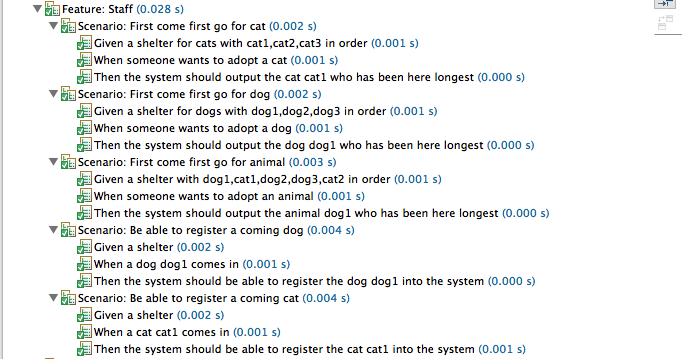 Feature: Staff (0.028 s)
Scenario: First come first go for cat (0.002 s)
Given a shelter for cats with cat1,cat2,cat3 in order (0.001 s)
When someone wants to adopt a cat (0.001 s)
Then the system should output the cat cat1 who has been here longest (0.000 s)
Scenario: First come first go for dog (0.002 s)
Given a shelter for dogs with dog1,dog2,dog3 in order (0.001 s)
When someone wants to adopt a dog (0.001 s)
Then the system should output the dog dog1 who has been here longest (0.000 s)
Scenario: First come first go for animal (0.003 s)
Given a shelter with dog1,cat1,dog2,dog3,cat2 in order (0.001 s)
When someone wants to adopt an animal (0.001 s)
Then the system should output the animal dog1 who has been here longest (0.000 s)
Scenario: Be able to register a coming dog (0.004 s)
Given a shelter (0.002 s)
When a dog dog1 comes in (0.001 s)
Then the system should be able to register the dog dog1 into the system (0.000 s)
Scenario: Be able to register a coming cat (0.004 s)
Given a shelter (0.002 s)
When a cat cat1 comes in (0.001 s)
Then the system should be able to register the cat cat1 into the system (0.001 s)